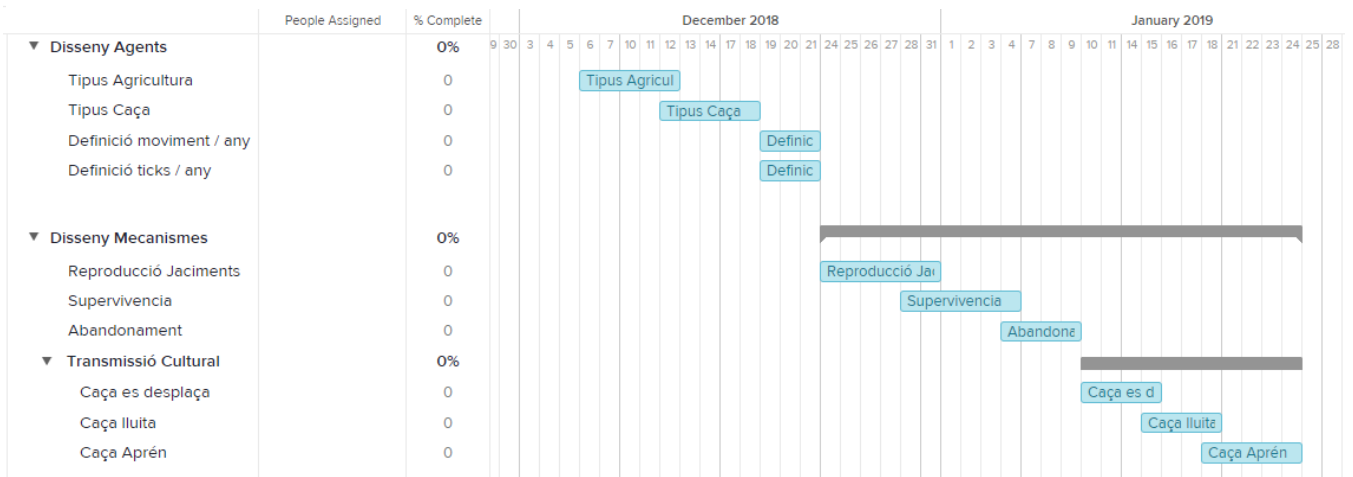 People Assigned % Complete December 2018 January 2019
9 30 3 4 5 6 7 10 11 12 13 14 17 18 19 20 21 24 25 26 27 28 31 1 2 3 4 7 8 9 10 11 14 15 16 17 18 21 22 23 24 25 28
Disseny Agents 0%
Tipus Agricultura 0 Tipus Agricul
Tipus Caça 0 Tipus Caça
Definició moviment / any 0 Definic
Definició ticks / any 0 Definic
Disseny Mecanismes 0%
Reproducció Jaciments 0 Reproducció Jac
Supervivencia 0 Supervivencia
Abandonament 0 Abandona
Transmissió Cultural 0%
Caça es desplaça 0 Caça es d
Caça lluita 0 Caça lluita
Caça Aprén 0 Caça Aprén